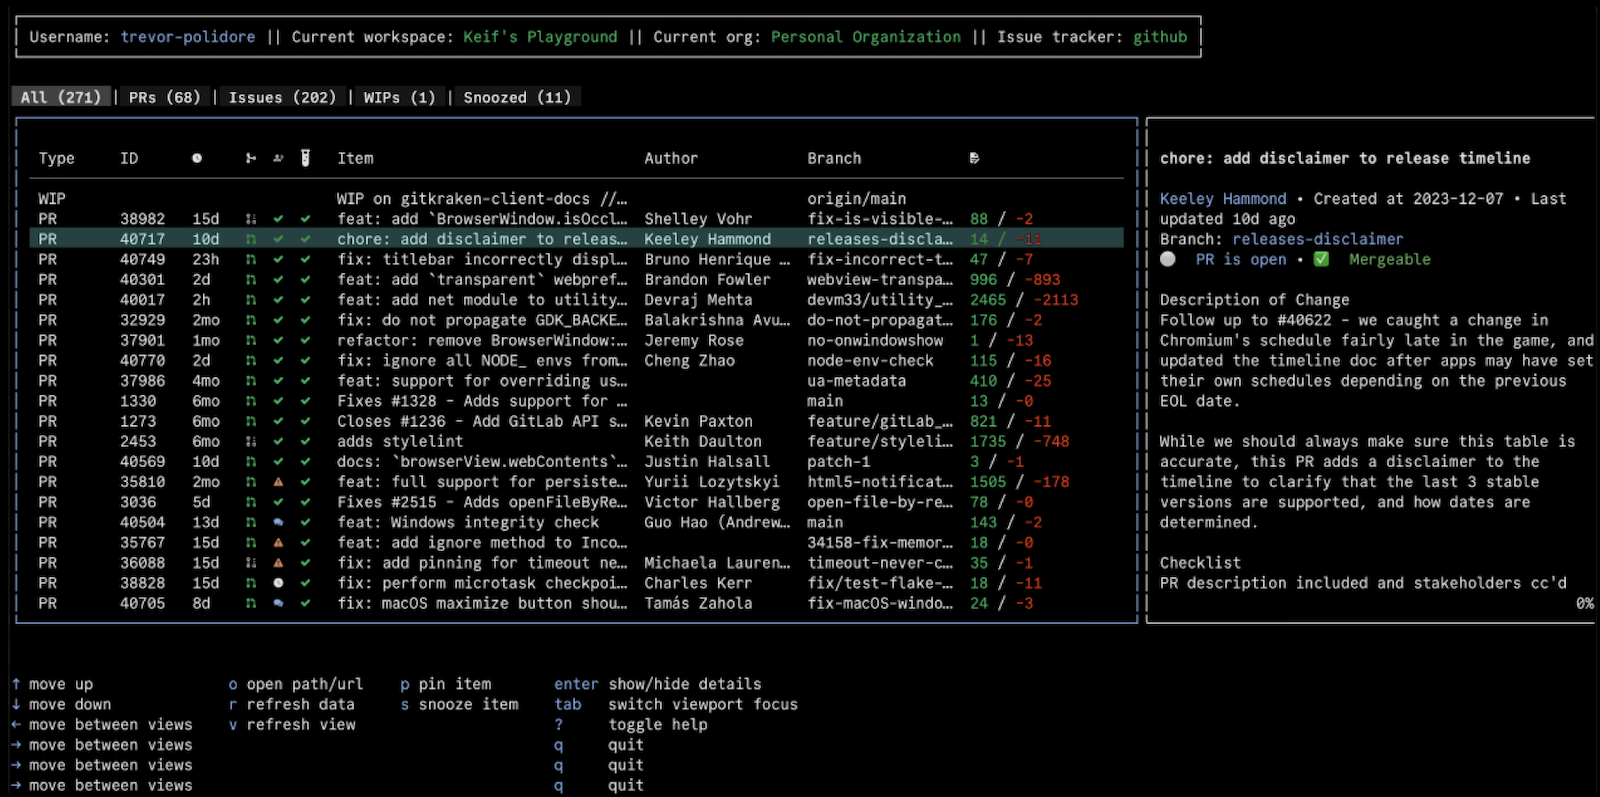 Username: trevor-polidore || Current workspace: Keif's Playground || Current org: Personal Organization || Issue tracker: github
All (271) | PRs (68) | Issues (202) | WIPs (1) | Snoozed (11)
Type ID Item Author Branch
WIP WIP on gitkraken-client-docs //… origin/main
PR 38982 15d feat: add `BrowserWindow.isOccl… Shelley Vohr fix-is-visible-… 88 / -2
PR 40717 10d chore: add disclaimer to releas… Keeley Hammond releases-discla… 14 / -11
PR 40749 23h fix: titlebar incorrectly displ… Bruno Henrique … fix-incorrect-t… 47 / -7
PR 40301 2d feat: add `transparent` webpref… Brandon Fowler webview-transpa… 996 / -893
PR 40017 2h feat: add net module to utility… Devraj Mehta devm33/utility_… 2465 / -2113
PR 32929 2mo fix: do not propagate GDK_BACKE… Balakrishna Avu… do-not-propagat… 176 / -2
PR 37901 1mo refactor: remove BrowserWindow:… Jeremy Rose no-onwindowshow 1 / -13
PR 40770 2d fix: ignore all NODE_ envs from… Cheng Zhao node-env-check 115 / -16
PR 37986 4mo feat: support for overriding us… ua-metadata 410 / -25
PR 1330 6mo Fixes #1328 - Adds support for … main 13 / -0
PR 1273 6mo Closes #1236 - Add GitLab API s… Kevin Paxton feature/gitLab_… 821 / -11
PR 2453 6mo adds stylelint Keith Daulton feature/styleli… 1735 / -748
PR 40569 10d docs: `browserView.webContents`… Justin Halsall patch-1 3 / -1
PR 35810 2mo feat: full support for persiste… Yurii Lozytskyi html5-notificat… 1505 / -178
PR 3036 5d Fixes #2515 - Adds openFileByRe… Victor Hallberg open-file-by-re… 78 / -0
PR 40504 13d feat: Windows integrity check Guo Hao (Andrew… main 143 / -2
PR 35767 15d feat: add ignore method to Inco… 34158-fix-memor… 18 / -0
PR 36088 15d fix: add pinning for timeout ne… Michaela Lauren… timeout-never-c… 35 / -1
PR 38828 15d fix: perform microtask checkpoi… Charles Kerr fix/test-flake-… 18 / -11
PR 40705 8d fix: macOS maximize button shou… Tamás Zahola fix-macOS-windo… 24 / -3
chore: add disclaimer to release timeline
Keeley Hammond • Created at 2023-12-07 • Last
updated 10d ago
Branch: releases-disclaimer
PR is open • Mergeable
Description of Change
Follow up to #40622 - we caught a change in
Chromium's schedule fairly late in the game, and
updated the timeline doc after apps may have set
their own schedules depending on the previous
EOL date.
While we should always make sure this table is
accurate, this PR adds a disclaimer to the
timeline to clarify that the last 3 stable
versions are supported, and how dates are
determined.
Checklist
PR description included and stakeholders cc'd
0%
↑ move up o open path/url p pin item enter show/hide details
↓ move down r refresh data s snooze item tab switch viewport focus
← move between views v refresh view ? toggle help
→ move between views q quit
→ move between views q quit
→ move between views q quit